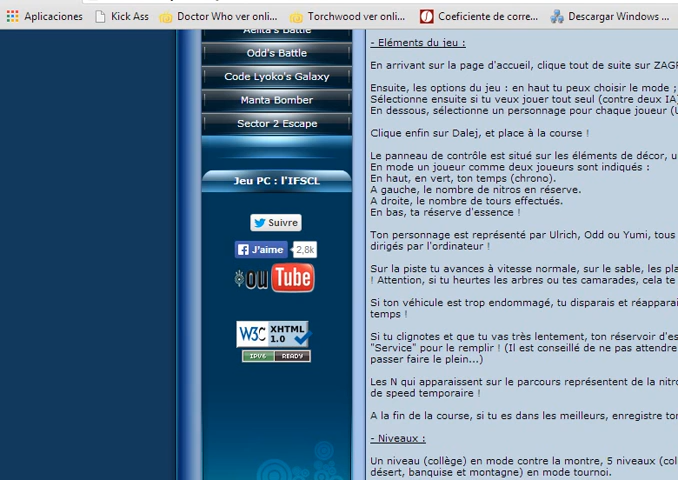 Aplicaciones
Kick Ass
Doctor Who ver onli...
Torchwood ver onli...
Coeficiente de corre...
Descargar Windows ...
Aelita's Battle
Odd's Battle
Code Lyoko's Galaxy
Manta Bomber
Sector 2 Escape
Jeu PC : l'IFSCL
Suivre
J'aime 2,8k
You Tube
W3C XHTML 1.0
IPV6 READY
- Eléments du jeu :
En arrivant sur la page d'accueil, clique tout de suite sur ZAGR
Ensuite, les options du jeu : en haut tu peux choisir le mode ;
Sélectionne ensuite si tu veux jouer tout seul (contre deux IA)
En dessous, sélectionne un personnage pour chaque joueur (U
Clique enfin sur Dalej, et place à la course !
Le panneau de contrôle est situé sur les éléments de décor, u
En mode un joueur comme deux joueurs sont indiqués :
En haut, en vert, ton temps (chrono).
A gauche, le nombre de nitros en réserve.
A droite, le nombre de tours effectués.
En bas, ta réserve d'essence !
Ton personnage est représenté par Ulrich, Odd ou Yumi, tous
dirigés par l'ordinateur !
Sur la piste tu avances à vitesse normale, sur le sable, les pla
! Attention, si tu heurtes les arbres ou tes camarades, cela te
Si ton véhicule est trop endommagé, tu disparais et réapparai
temps !
Si tu clignotes et que tu vas très lentement, ton réservoir d'es
"Service" pour le remplir ! (Il est conseillé de ne pas attendre
passer faire le plein...)
Les N qui apparaissent sur le parcours représentent de la nitro
de speed temporaire !
A la fin de la course, si tu es dans les meilleurs, enregistre ton
- Niveaux :
Un niveau (collège) en mode contre la montre, 5 niveaux (col
désert, banquise et montagne) en mode tournoi.